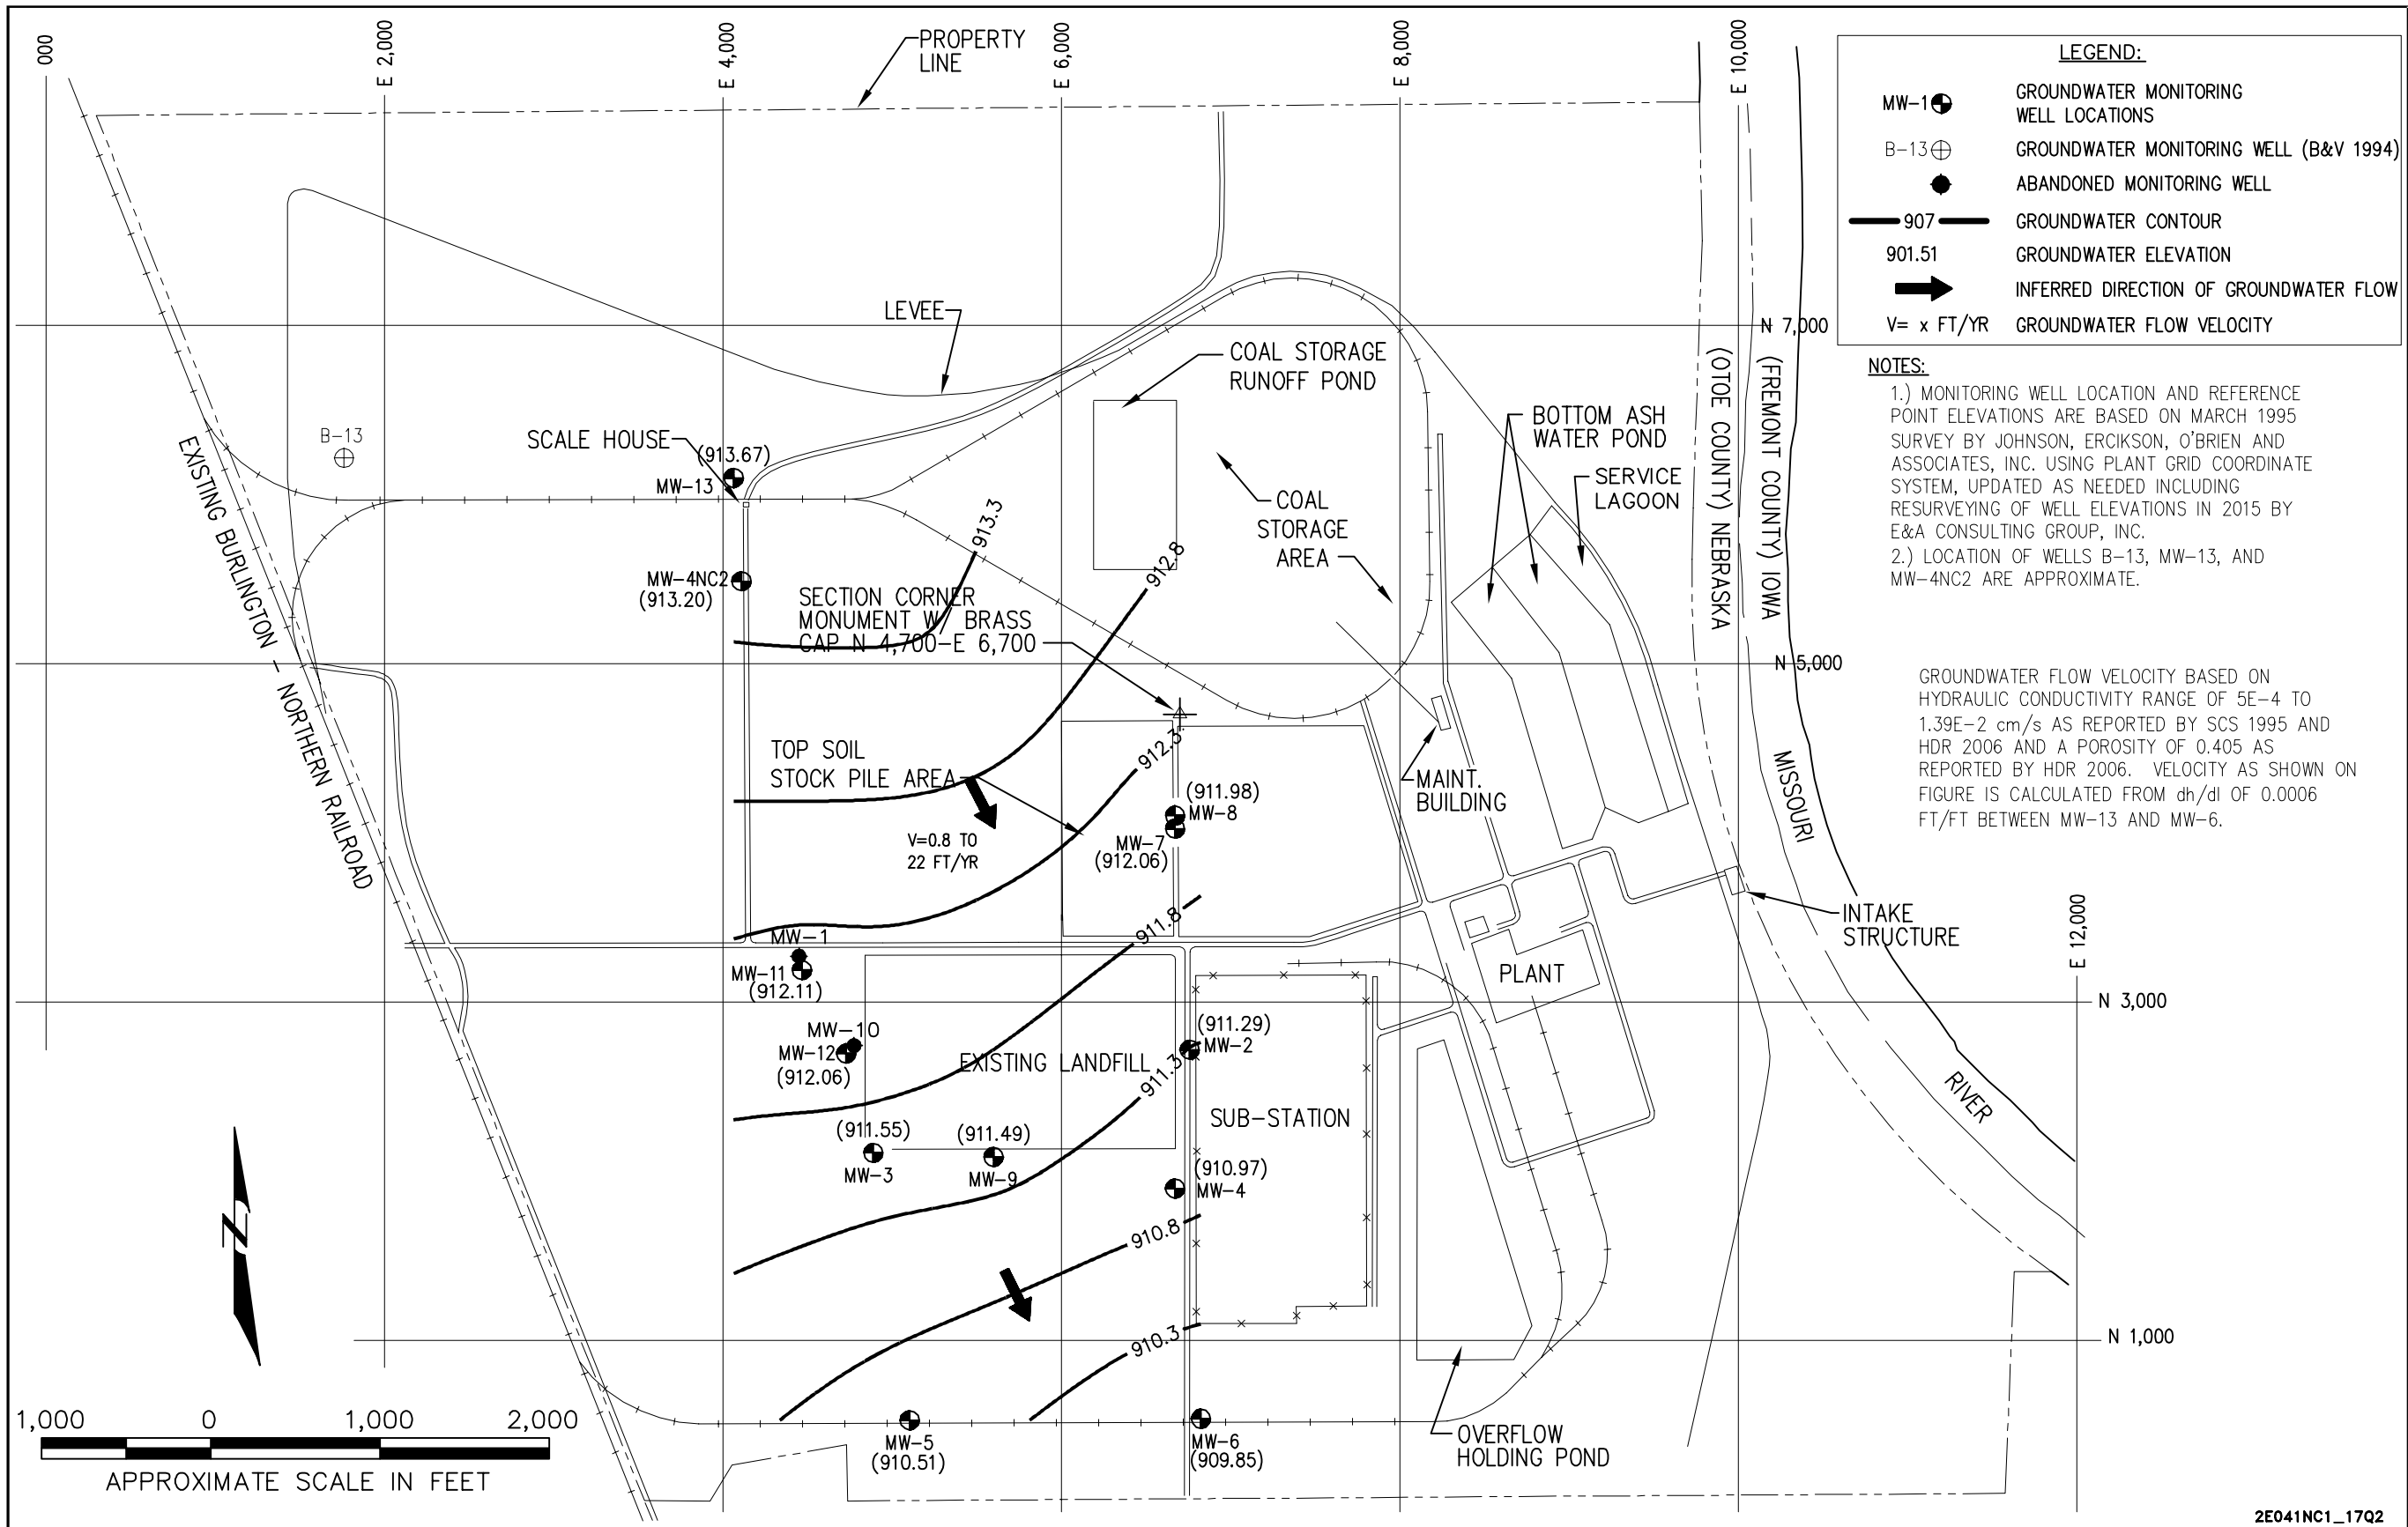 000
E 2,000
E 4,000
E 6,000
E 8,000
E 10,000
PROPERTY
LINE
LEGEND:
MW-1
GROUNDWATER MONITORING
WELL LOCATIONS
B-13
GROUNDWATER MONITORING WELL (B&V 1994)
ABANDONED MONITORING WELL
907
GROUNDWATER CONTOUR
901.51
GROUNDWATER ELEVATION
INFERRED DIRECTION OF GROUNDWATER FLOW
V= x FT/YR
GROUNDWATER FLOW VELOCITY
NOTES:
1.) MONITORING WELL LOCATION AND REFERENCE
POINT ELEVATIONS ARE BASED ON MARCH 1995
SURVEY BY JOHNSON, ERCIKSON, O'BRIEN AND
ASSOCIATES, INC. USING PLANT GRID COORDINATE
SYSTEM, UPDATED AS NEEDED INCLUDING
RESURVEYING OF WELL ELEVATIONS IN 2015 BY
E&A CONSULTING GROUP, INC.
2.) LOCATION OF WELLS B-13, MW-13, AND
MW-4NC2 ARE APPROXIMATE.
GROUNDWATER FLOW VELOCITY BASED ON
HYDRAULIC CONDUCTIVITY RANGE OF 5E-4 TO
1.39E-2 cm/s AS REPORTED BY SCS 1995 AND
HDR 2006 AND A POROSITY OF 0.405 AS
REPORTED BY HDR 2006. VELOCITY AS SHOWN ON
FIGURE IS CALCULATED FROM dh/dl OF 0.0006
FT/FT BETWEEN MW-13 AND MW-6.
LEVEE
N 7,000
COAL STORAGE
RUNOFF POND
(OTOE COUNTY) NEBRASKA
(FREMONT COUNTY) IOWA
BOTTOM ASH
WATER POND
SERVICE
LAGOON
B-13
SCALE HOUSE
(913.67)
MW-13
COAL
STORAGE
AREA
EXISTING BURLINGTON - NORTHERN RAILROAD
913.3
912.8
MW-4NC2
(913.20)
SECTION CORNER
MONUMENT W/ BRASS
CAP N 4,700-E 6,700
N 5,000
TOP SOIL
STOCK PILE AREA
912.3
V=0.8 TO
22 FT/YR
(911.98)
MW-8
MW-7
(912.06)
MAINT.
BUILDING
MISSOURI
RIVER
INTAKE
STRUCTURE
E 12,000
911.8
MW-1
MW-11
(912.11)
PLANT
N 3,000
MW-10
MW-12
(912.06)
EXISTING LANDFILL
(911.29)
MW-2
911.3
SUB-STATION
(911.55)
MW-3
(911.49)
MW-9
(910.97)
MW-4
910.8
N
910.3
N 1,000
MW-5
(910.51)
MW-6
(909.85)
OVERFLOW
HOLDING POND
1,000
0
1,000
2,000
APPROXIMATE SCALE IN FEET
2E041NC1_17Q2